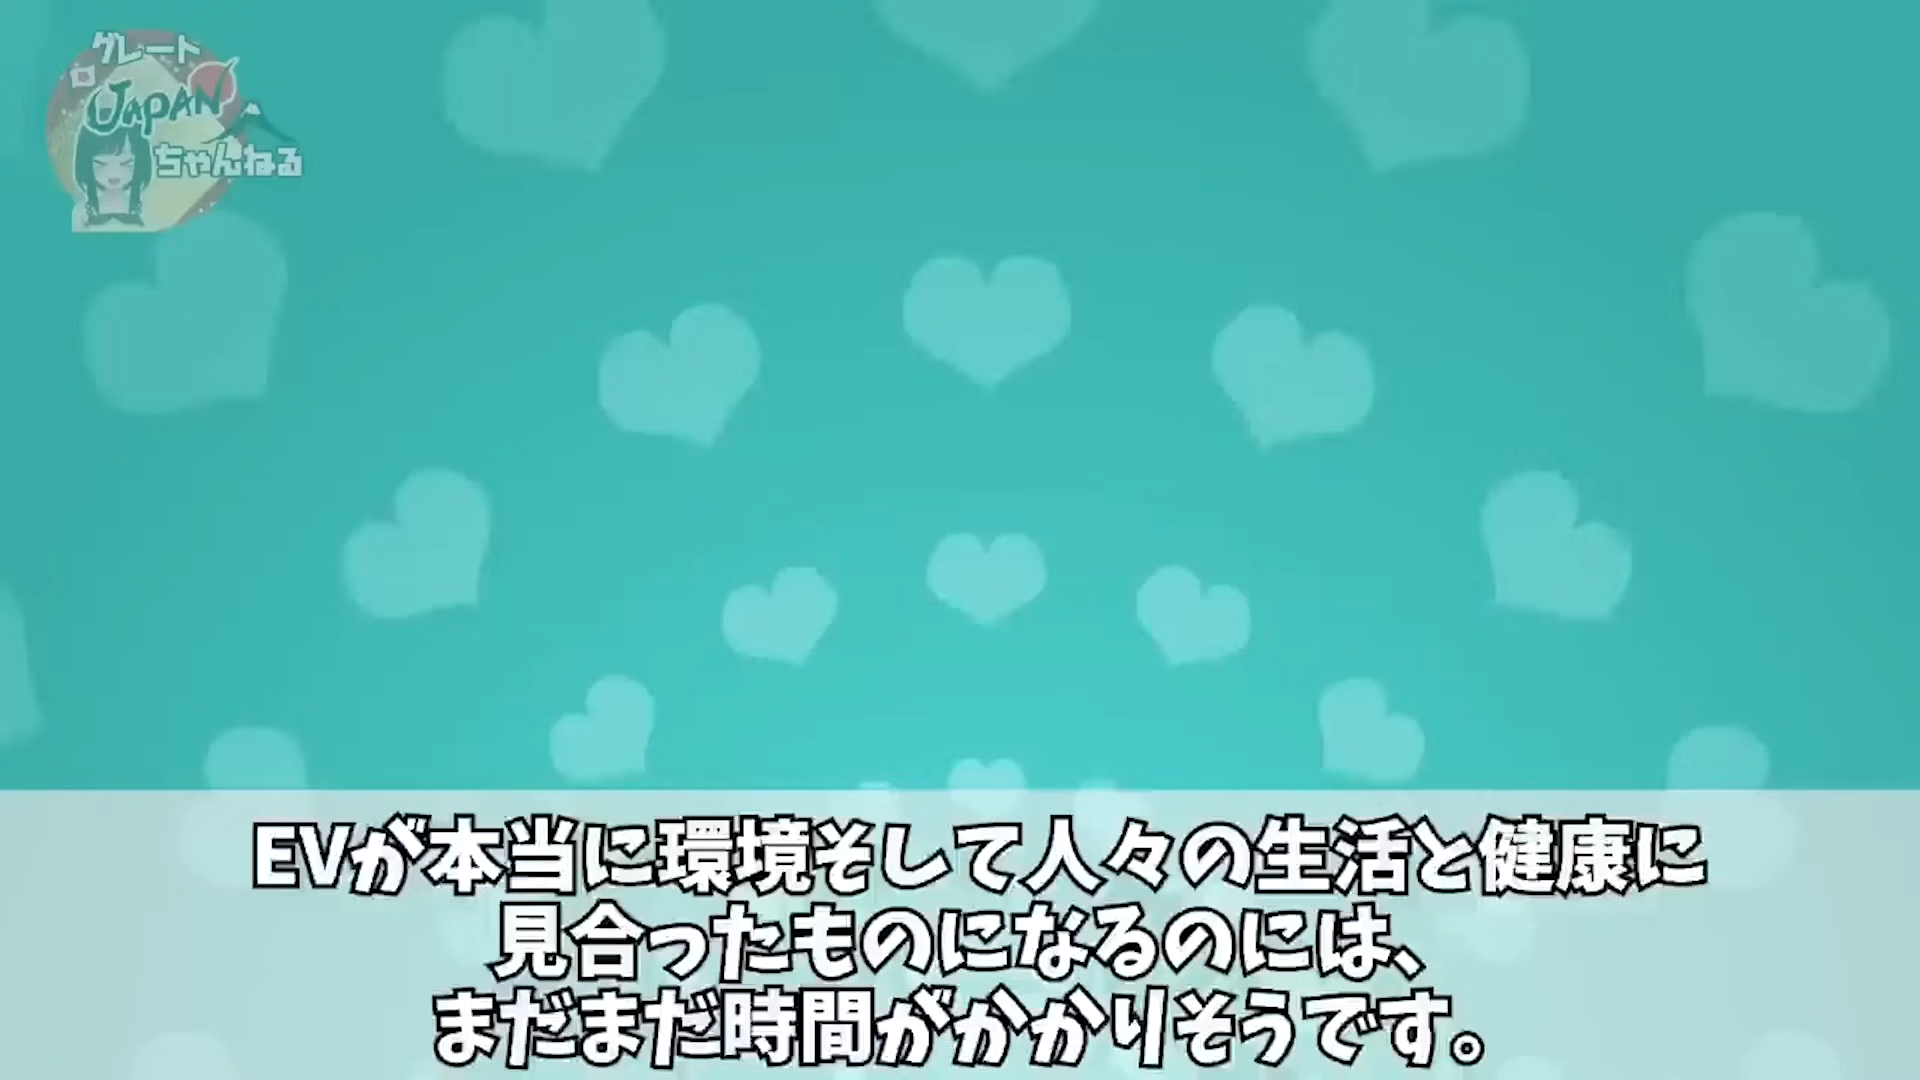 グレート
JAPAN
ちゃんねる
EVが本当に環境そして人々の生活と健康に
見合ったものになるのには、
まだまだ時間がかかりそうです。